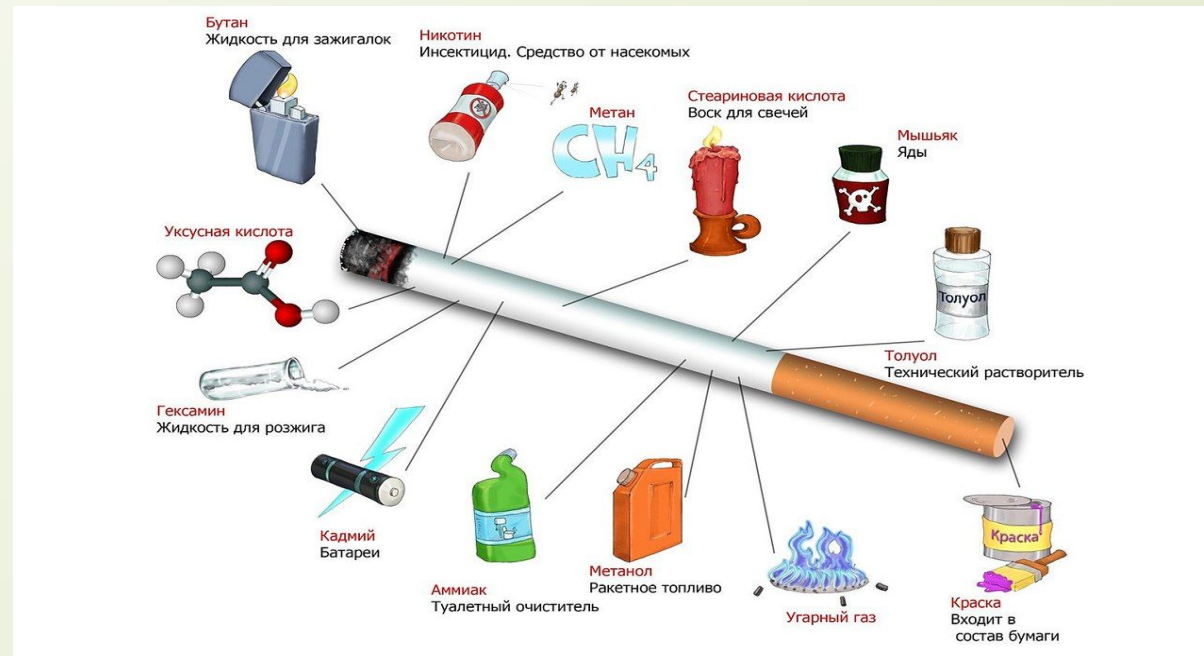 Бутан
Жидкость для зажигалок
Никотин
Инсектицид. Средство от насекомых
Метан
CH4
Стеариновая кислота
Воск для свечей
Мышьяк
Яды
Уксусная кислота
Толуол
Толуол
Технический растворитель
Гексамин
Жидкость для розжига
Кадмий
Батареи
Аммиак
Туалетный очиститель
Метанол
Ракетное топливо
Угарный газ
Краска
Краска
Входит в
состав бумаги